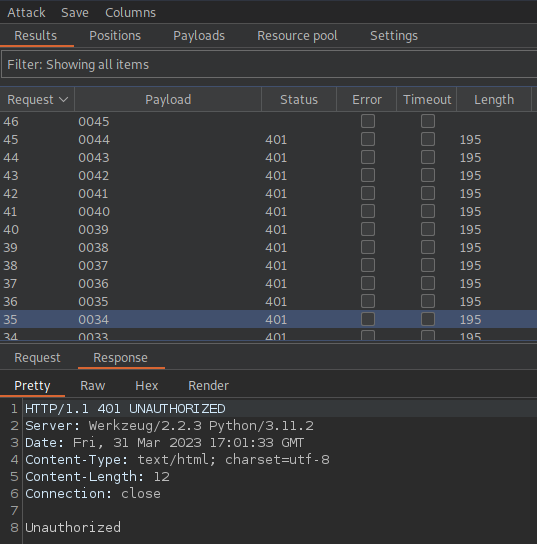 Attack Save Columns
Results Positions Payloads Resource pool Settings
Filter: Showing all items
Request Payload Status Error Timeout Length
46 0045
45 0044 401 195
44 0043 401 195
43 0042 401 195
42 0041 401 195
41 0040 401 195
40 0039 401 195
39 0038 401 195
38 0037 401 195
37 0036 401 195
36 0035 401 195
35 0034 401 195
34 0033 401 195
Request Response
Pretty Raw Hex Render
1 HTTP/1.1 401 UNAUTHORIZED
2 Server: Werkzeug/2.2.3 Python/3.11.2
3 Date: Fri, 31 Mar 2023 17:01:33 GMT
4 Content-Type: text/html; charset=utf-8
5 Content-Length: 12
6 Connection: close
7
8 Unauthorized